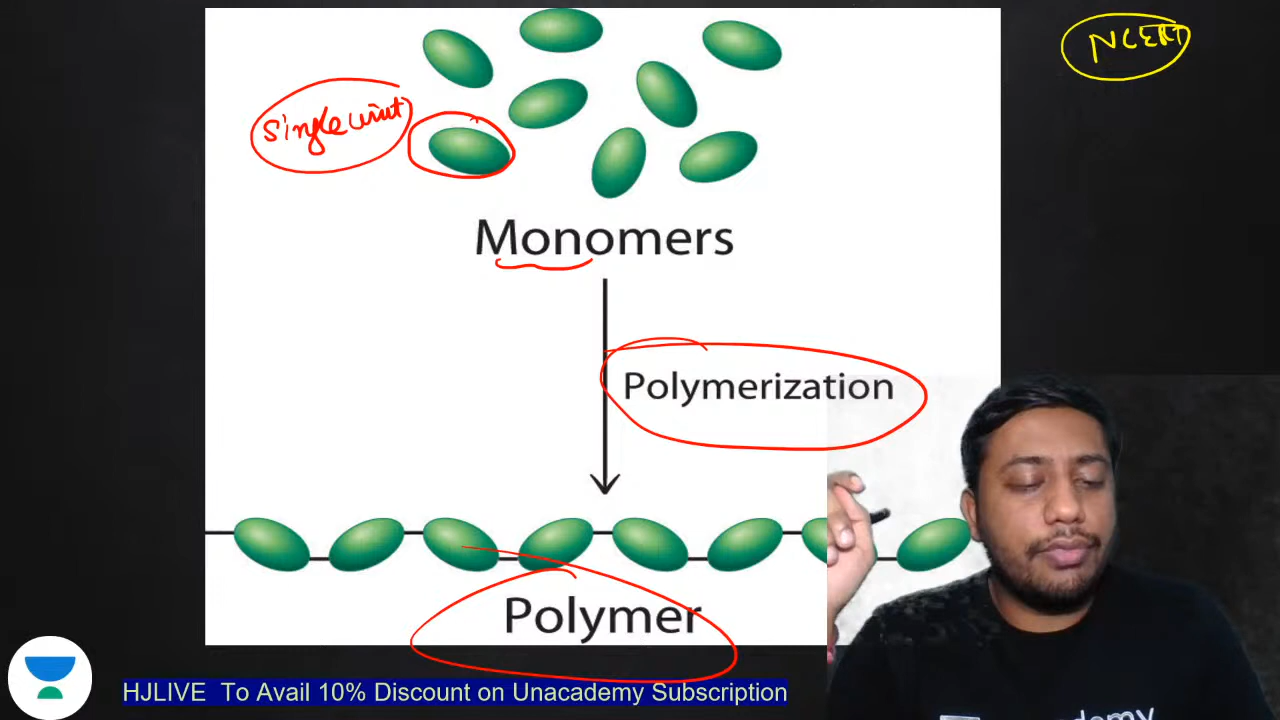 NCERT
Single unit
Monomers
Polymerization
Polymer
HJLIVE To Avail 10% Discount on Unacademy Subscription